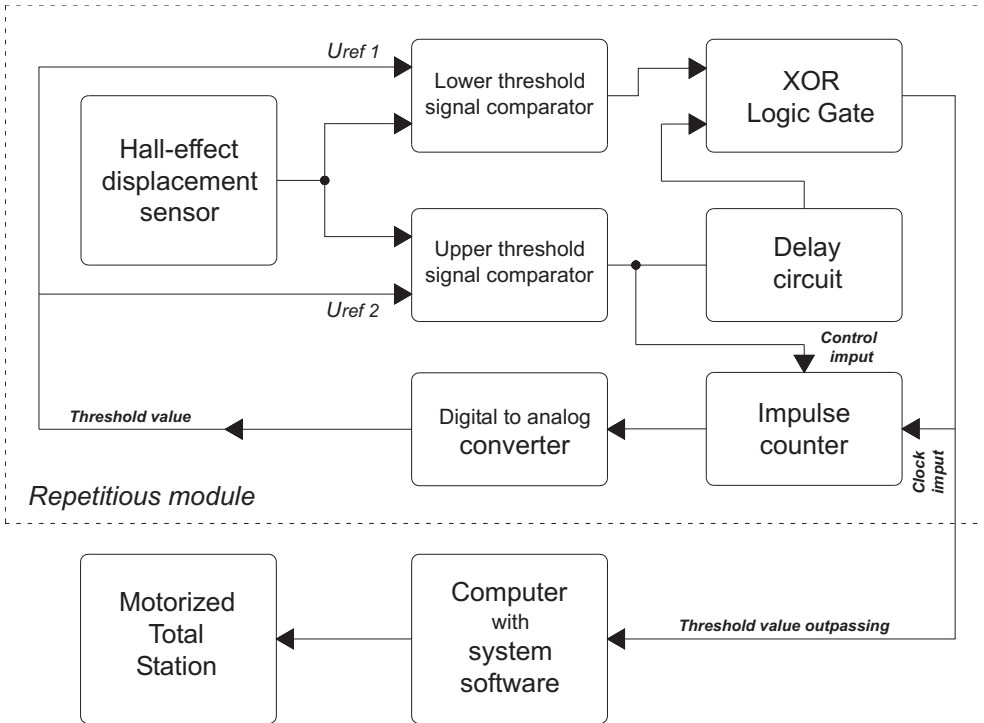 Uref 1
Lower threshold
signal comparator
XOR
Logic Gate
Hall-effect
displacement
sensor
Upper threshold
signal comparator
Delay
circuit
Uref 2
Control
imput
Threshold value
Digital to analog
converter
Impulse
counter
Clock
imput
Repetitious module
Motorized
Total
Station
Computer
with
system
software
Threshold value outpassing